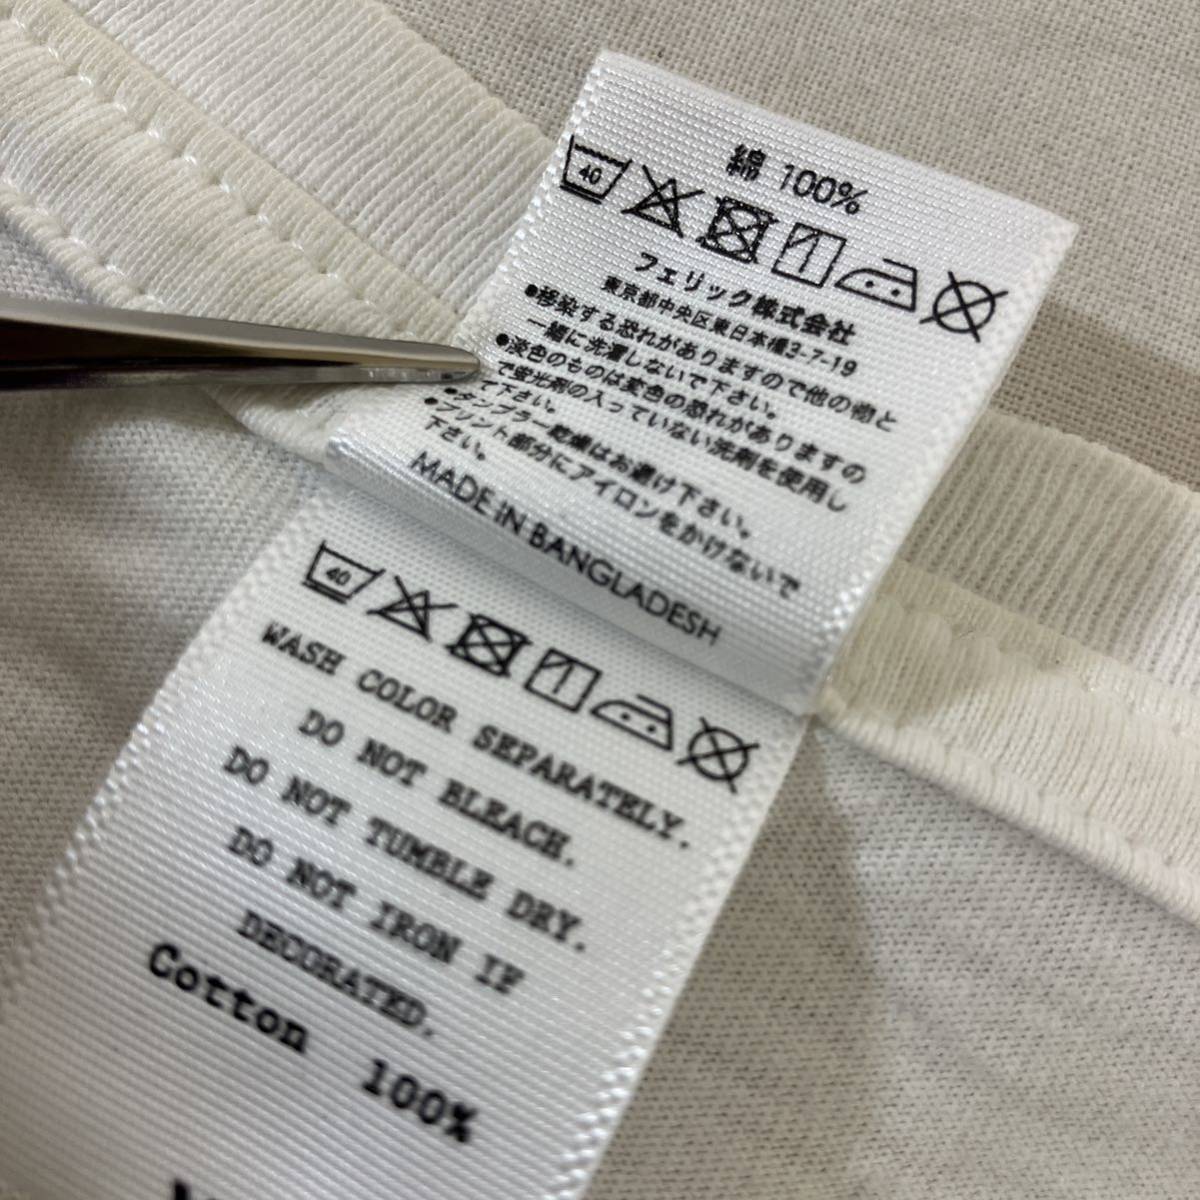 綿 100%
40
フェリック株式会社
東京都中央区東日本橋3-7-19
●移染する恐れがありますので他の物と
一緒に洗濯しないで下さい。
●淡色のものは変色の恐れがありますの
で蛍光剤の入っていない洗剤を使用し
て下さい。
●タンブラー乾燥はお避け下さい。
●プリント部分にアイロンをかけないで
下さい。
MADE IN BANGLADESH
40
WASH COLOR SEPARATELY.
DO NOT BLEACH.
DO NOT TUMBLE DRY.
DO NOT IRON IF
DECORATED.
Cotton 100%